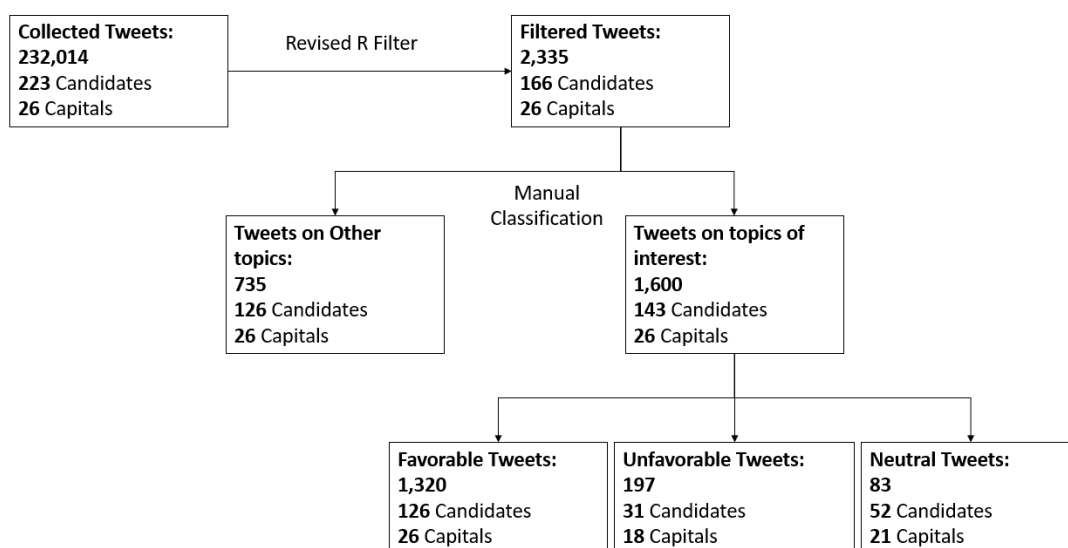 Collected Tweets:
232,014
223 Candidates
26 Capitals
Revised R Filter
Filtered Tweets:
2,335
166 Candidates
26 Capitals
Manual
Classification
Tweets on Other
topics:
735
126 Candidates
26 Capitals
Tweets on topics of
interest:
1,600
143 Candidates
26 Capitals
Favorable Tweets:
1,320
126 Candidates
26 Capitals
Unfavorable Tweets:
197
31 Candidates
18 Capitals
Neutral Tweets:
83
52 Candidates
21 Capitals